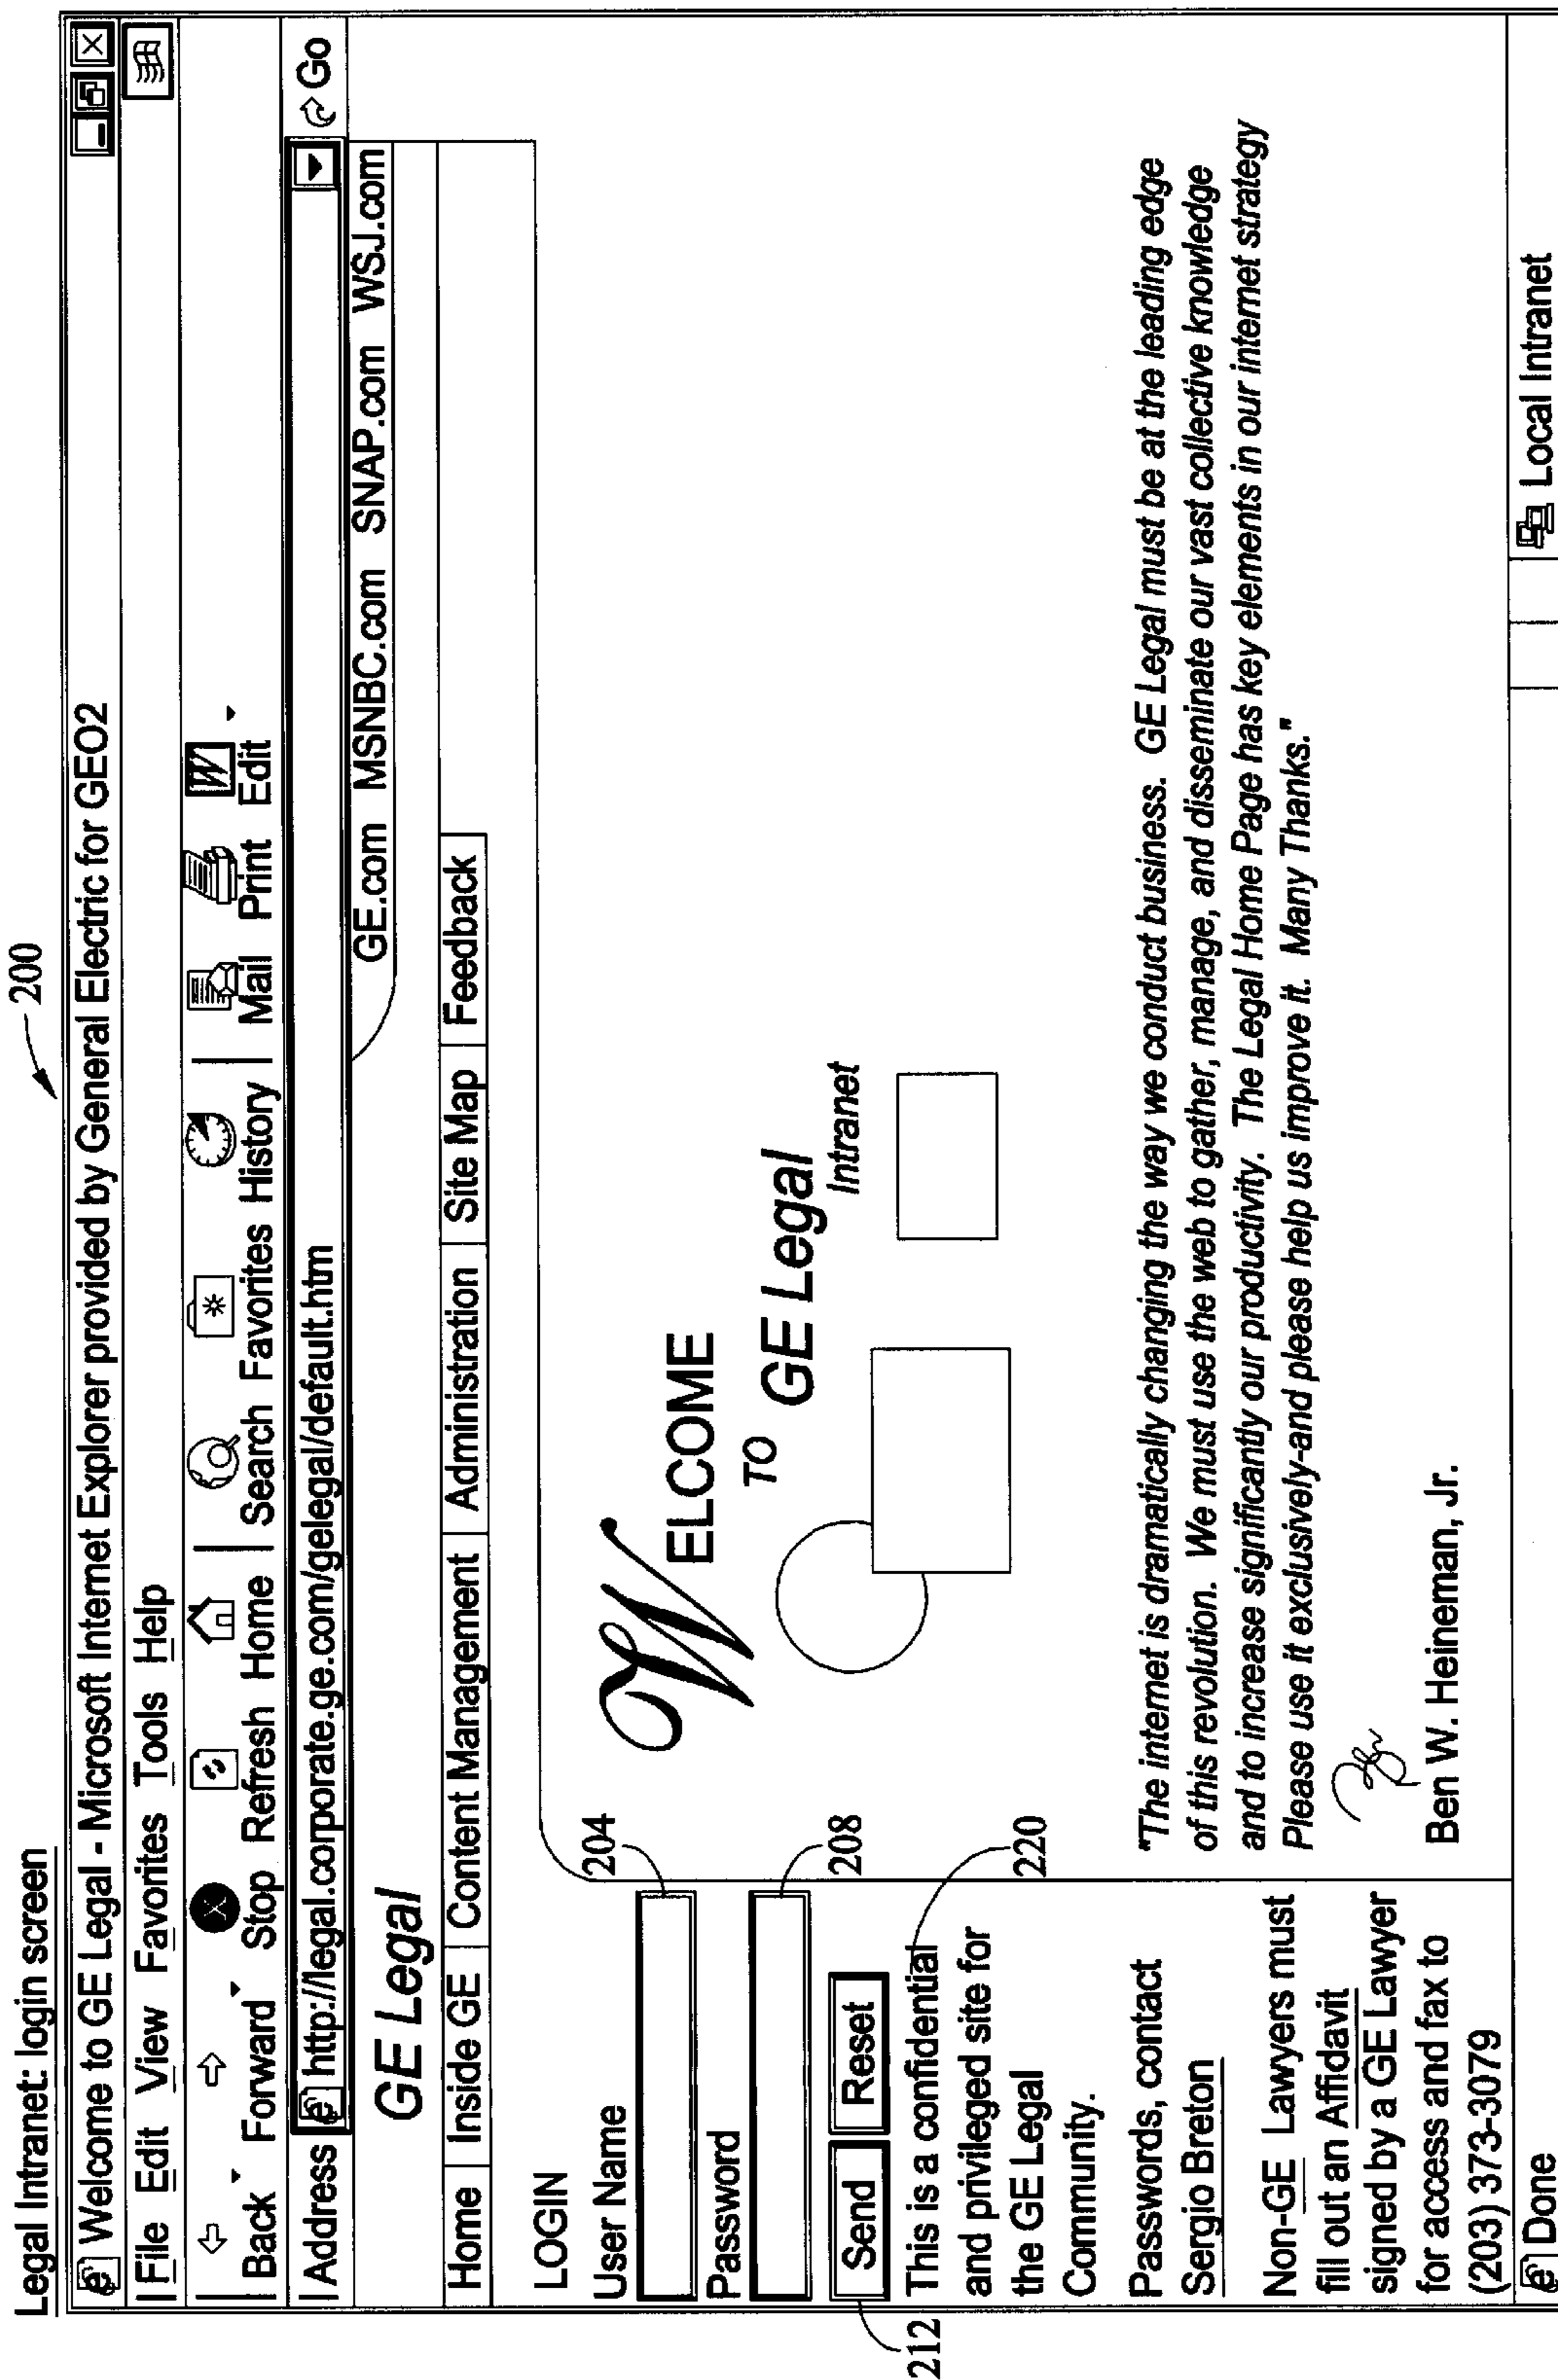 Legal Intranet: login screen
200
Welcome to GE Legal - Microsoft Internet Explorer provided by General Electric for GEO2
File Edit View Favorites Tools Help
Back Forward Stop Refresh Home Search Favorites History Mail Print Edit
Address http://legal.corporate.ge.com/gelegal/default.htm Go
GE Legal
GE.com MSNBC.com SNAP.com WSJ.com
Home Inside GE Content Management Administration Site Map Feedback
LOGIN
User Name
204
Password
208
Send Reset
212
This is a confidential
and privileged site for
the GE Legal
Community.
220
Passwords, contact
Sergio Breton
Non-GE Lawyers must
fill out an Affidavit
signed by a GE Lawyer
for access and fax to
(203) 373-3079
WELCOME
TO
GE Legal
Intranet
"The internet is dramatically changing the way we conduct business. GE Legal must be at the leading edge
of this revolution. We must use the web to gather, manage, and disseminate our vast collective knowledge
and to increase significantly our productivity. The Legal Home Page has key elements in our internet strategy
Please use it exclusively-and please help us improve it. Many Thanks."
Ben W. Heineman, Jr.
Done
Local Intranet